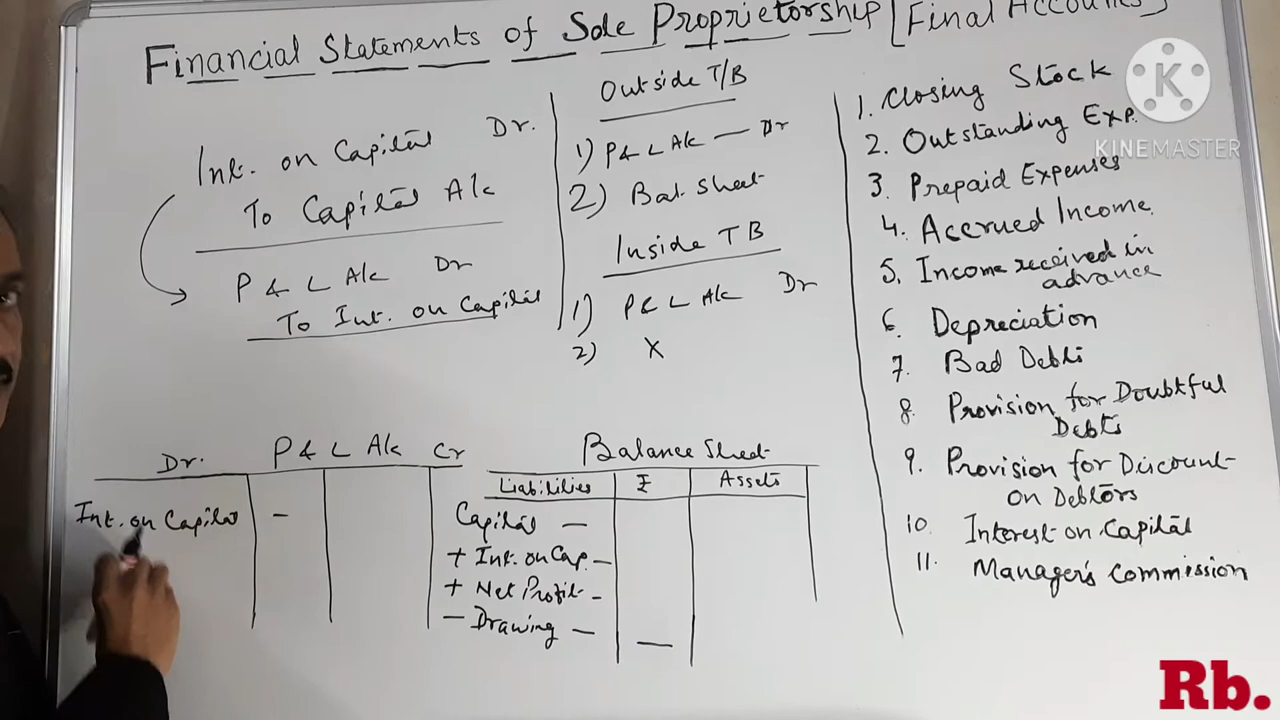 Financial Statements of Sole Proprietorship [Final Accounts]
Int. on Capital Dr.
To Capital A/c
P & L A/c Dr
To Int. on Capital
Outside T/B
1) P & L A/c — Dr
2) Bal. Sheet
Inside TB
1) P & L A/c Dr
2) X
1. Closing Stock
2. Outstanding Exp.
3. Prepaid Expenses
4. Accrued Income
5. Income received in
advance
6. Depreciation
7. Bad Debts
8. Provision for Doubtful
Debts
9. Provision for Discount
on Debtors
10. Interest on Capital
11. Manager's Commission
KINEMASTER
K
Dr. P & L A/c Cr
Int. on Capital —
Balance Sheet
Liabilities ₹ Assets
Capital —
+ Int. on Cap —
+ Net Profit -
— Drawing — —
Rb.